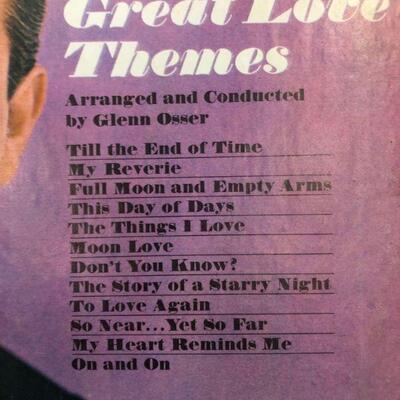 Great Love
Themes
Arranged and Conducted
by Glenn Osser
Till the End of Time
My Reverie
Full Moon and Empty Arms
This Day of Days
The Things I Love
Moon Love
Don't You Know?
The Story of a Starry Night
To Love Again
So Near...Yet So Far
My Heart Reminds Me
On and On